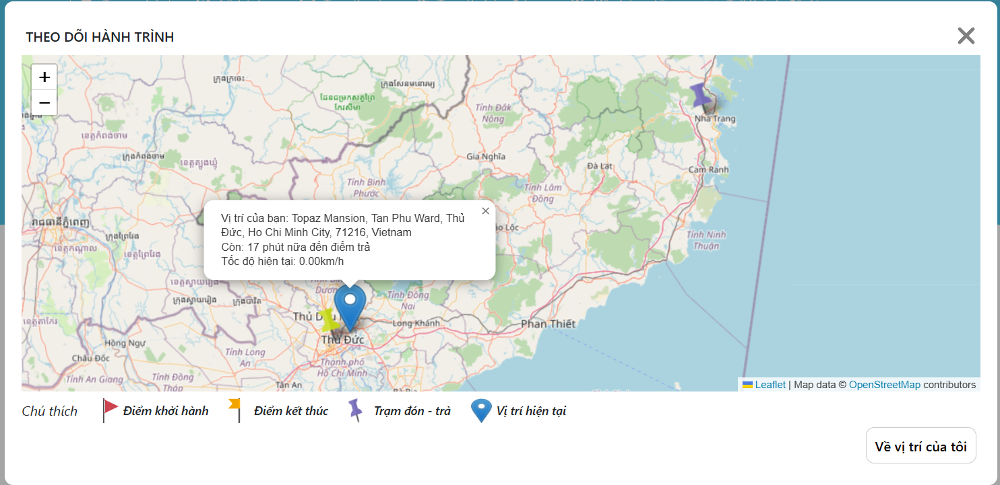 THEO DÕI HÀNH TRÌNH
+
−
ក្រុងក្រចេះ
ក្រុងសែនមនោរម្យ
ដែនជម្រកសត្វព្រៃ
កែវសីមា
Tỉnh Đắk
Nông
Nha Trang
ខេត្តកំពង់ចាម
ក្រុងកំពង់ចាម
ខេត្តត្បូងឃ្មុំ
Gia Nghĩa
Đà Lạt
Cam Ranh
Tỉnh Bình
Phước
Tỉnh Lâm
Đồng
រាជធានីភ្នំពេញ
Vị trí của bạn: Topaz Mansion, Tan Phu Ward, Thủ
Đức, Ho Chi Minh City, 71216, Vietnam
Còn: 17 phút nữa đến điểm trả
Tốc độ hiện tại: 0.00km/h
ảo Lộc
ក្រុងព្រៃវែង
ខេត្តកណ្តាល
ខេត្តព្រៃវែង
Tỉnh Ninh
Thuận
ខេត្តស្វាយរៀង
Dương
Tỉnh Đồng
Nai
ក្រុងស្វាយរៀង
ក្រុងបាវិត
ខេត្តតាកែវ
Thủ D
Long Khánh
Phan Thiết
Thủ Đức
Hồng Ngự
Châu Đốc
Tỉnh Long
An
Thành phố
Hồ Chí Minh
Tỉnh An Giang
Tỉnh Đồng
Tháp
Tân An
Leaflet | Map data © OpenStreetMap contributors
Chú thích
Điểm khởi hành
Điểm kết thúc
Trạm đón - trả
Vị trí hiện tại
Về vị trí của tôi